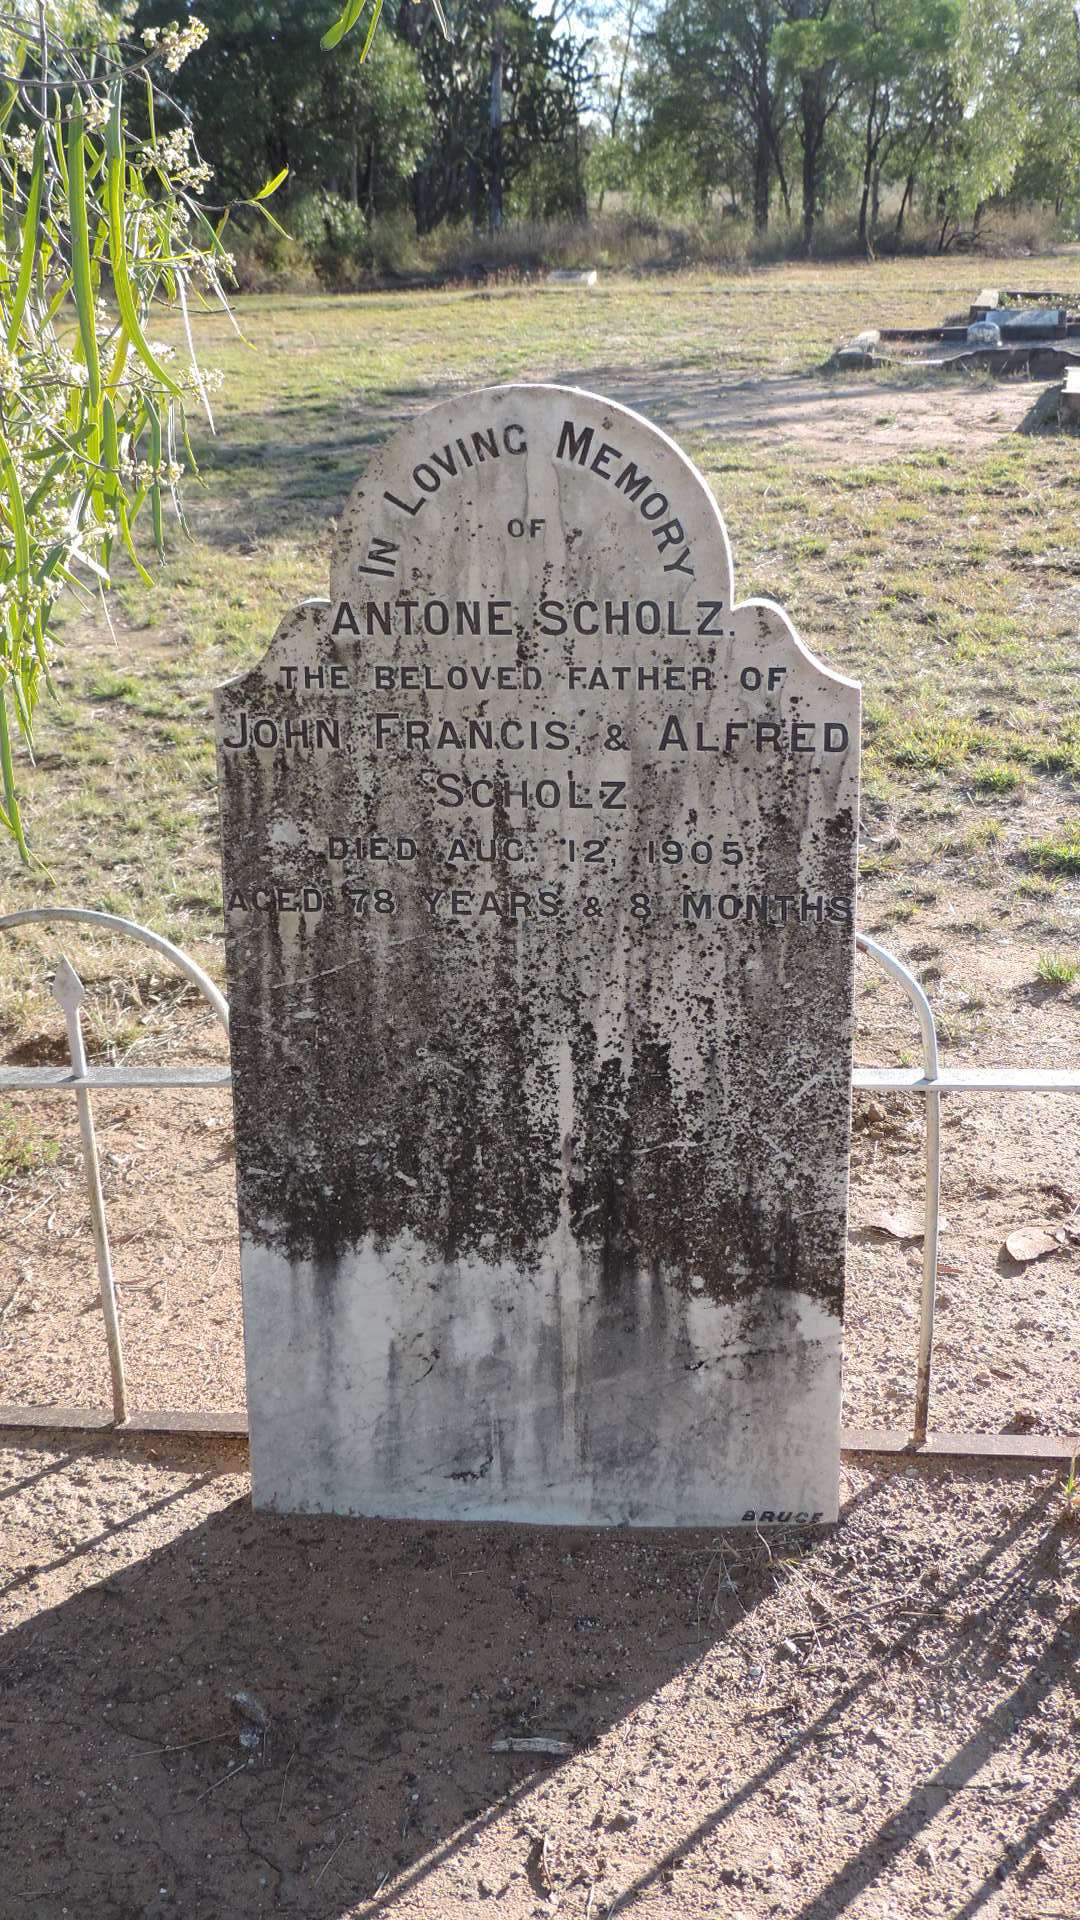 IN LOVING MEMORY
OF
ANTONE SCHOLZ.
THE BELOVED FATHER OF
JOHN, FRANCIS, & ALFRED
SCHOLZ.
DIED AUG. 12, 1905
AGED 78 YEARS & 8 MONTHS
BRUCE